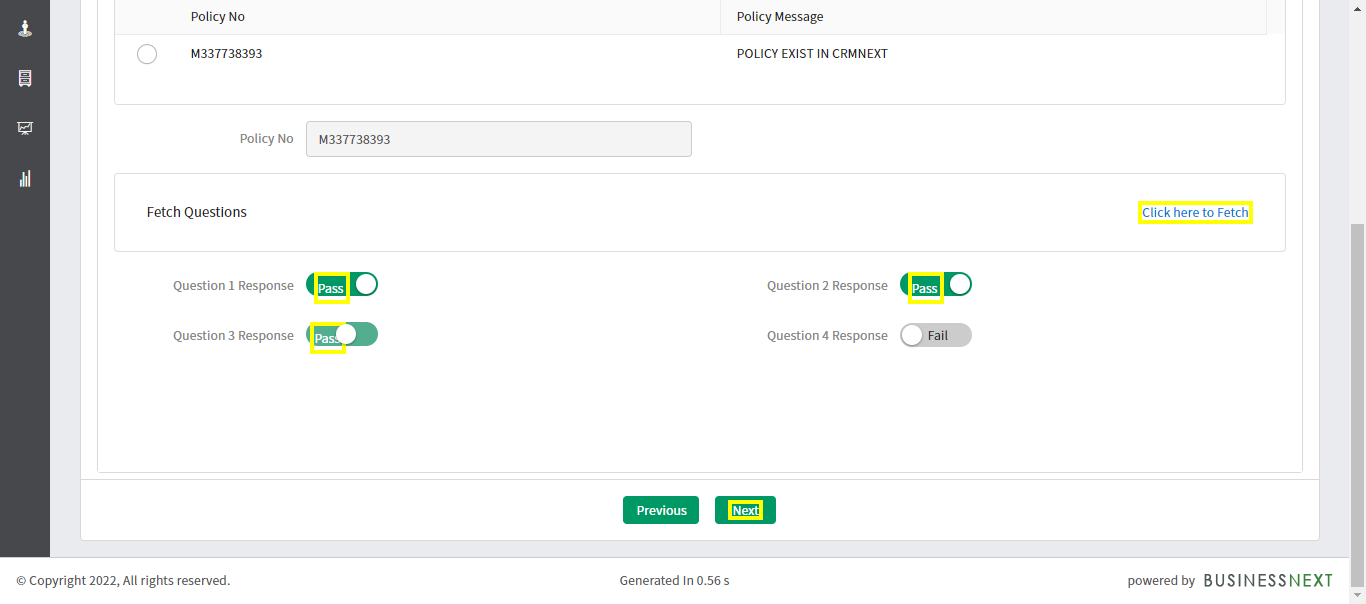 Policy No Policy Message
M337738393 POLICY EXIST IN CRMNEXT
Policy No M337738393
Fetch Questions Click here to Fetch
Question 1 Response Pass Question 2 Response Pass
Question 3 Response Pass Question 4 Response Fail
Previous Next
© Copyright 2022, All rights reserved. Generated In 0.56 s powered by BUSINESSNEXT